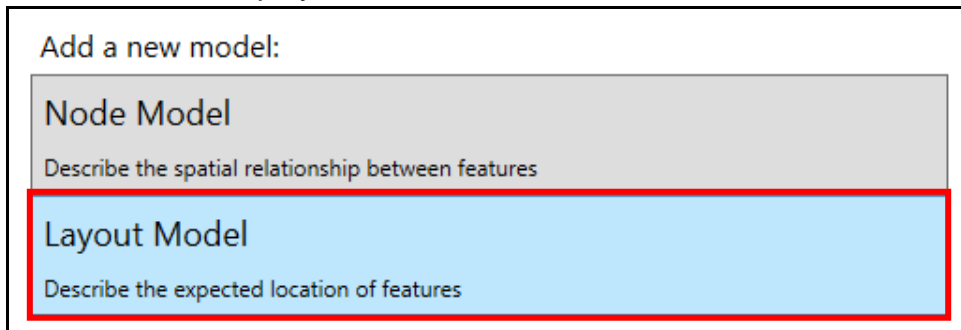 Add a new model:
Node Model
Describe the spatial relationship between features
Layout Model
Describe the expected location of features